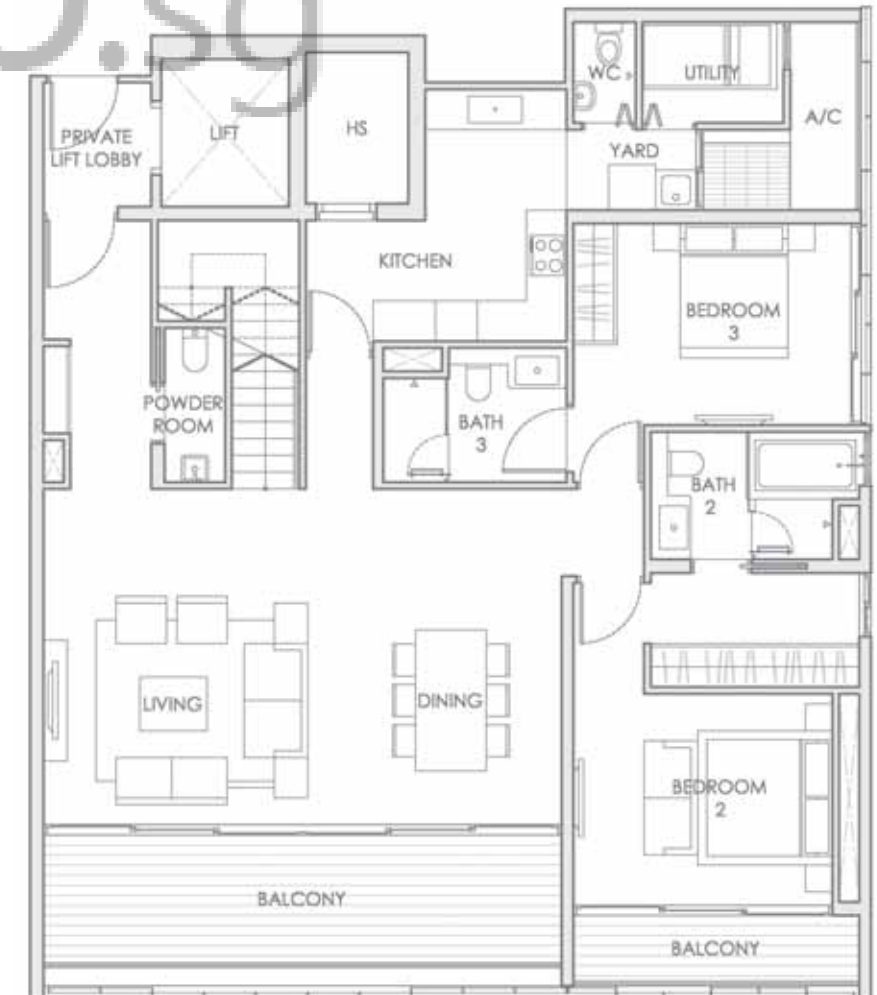 .sg
WC
UTILITY
A/C
PRIVATE
LIFT LOBBY
LIFT
HS
YARD
KITCHEN
BEDROOM
3
POWDER
ROOM
BATH
3
BATH
2
LIVING
DINING
BEDROOM
2
BALCONY
BALCONY